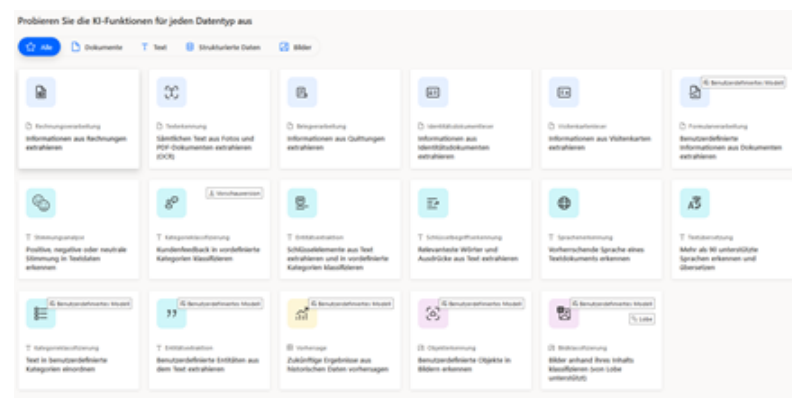 Probieren Sie die KI-Funktionen für jeden Datentyp aus
Alle
Dokumente
Text
Strukturierte Daten
Bilder
Rechnungsverarbeitung
Informationen aus Rechnungen
extrahieren
Texterkennung
Sämtlichen Text aus Fotos und
PDF-Dokumenten extrahieren
(OCR)
Belegverarbeitung
Informationen aus Quittungen
extrahieren
Identitätsdokumentleser
Informationen aus
Identitätsdokumenten
extrahieren
Visitenkartenleser
Informationen aus Visitenkarten
extrahieren
Benutzerdefiniertes Modell
Formularverarbeitung
Benutzerdefinierte
Informationen aus Dokumenten
extrahieren
Stimmungsanalyse
Positive, negative oder neutrale
Stimmung in Textdaten
erkennen
Vorschauversion
Kategorieklassifizierung
Kundenfeedback in vordefinierte
Kategorien klassifizieren
Entitätsextraktion
Schlüsselelemente aus Text
extrahieren und in vordefinierte
Kategorien klassifizieren
Schlüsselbegriffserkennung
Relevanteste Wörter und
Ausdrücke aus Text extrahieren
Spracherkennung
Vorherrschende Sprache eines
Textdokuments erkennen
Textübersetzung
Mehr als 90 unterstützte
Sprachen erkennen und
übersetzen
Benutzerdefiniertes Modell
Kategorieklassifizierung
Text in benutzerdefinierte
Kategorien einordnen
Benutzerdefiniertes Modell
Entitätsextraktion
Benutzerdefinierte Entitäten aus
dem Text extrahieren
Benutzerdefiniertes Modell
Vorhersage
Zukünftige Ergebnisse aus
historischen Daten vorhersagen
Benutzerdefiniertes Modell
Objekterkennung
Benutzerdefinierte Objekte in
Bildern erkennen
Benutzerdefiniertes Modell
Lobe
Bildklassifizierung
Bilder anhand ihres Inhalts
klassifizieren (von Lobe
unterstützt)